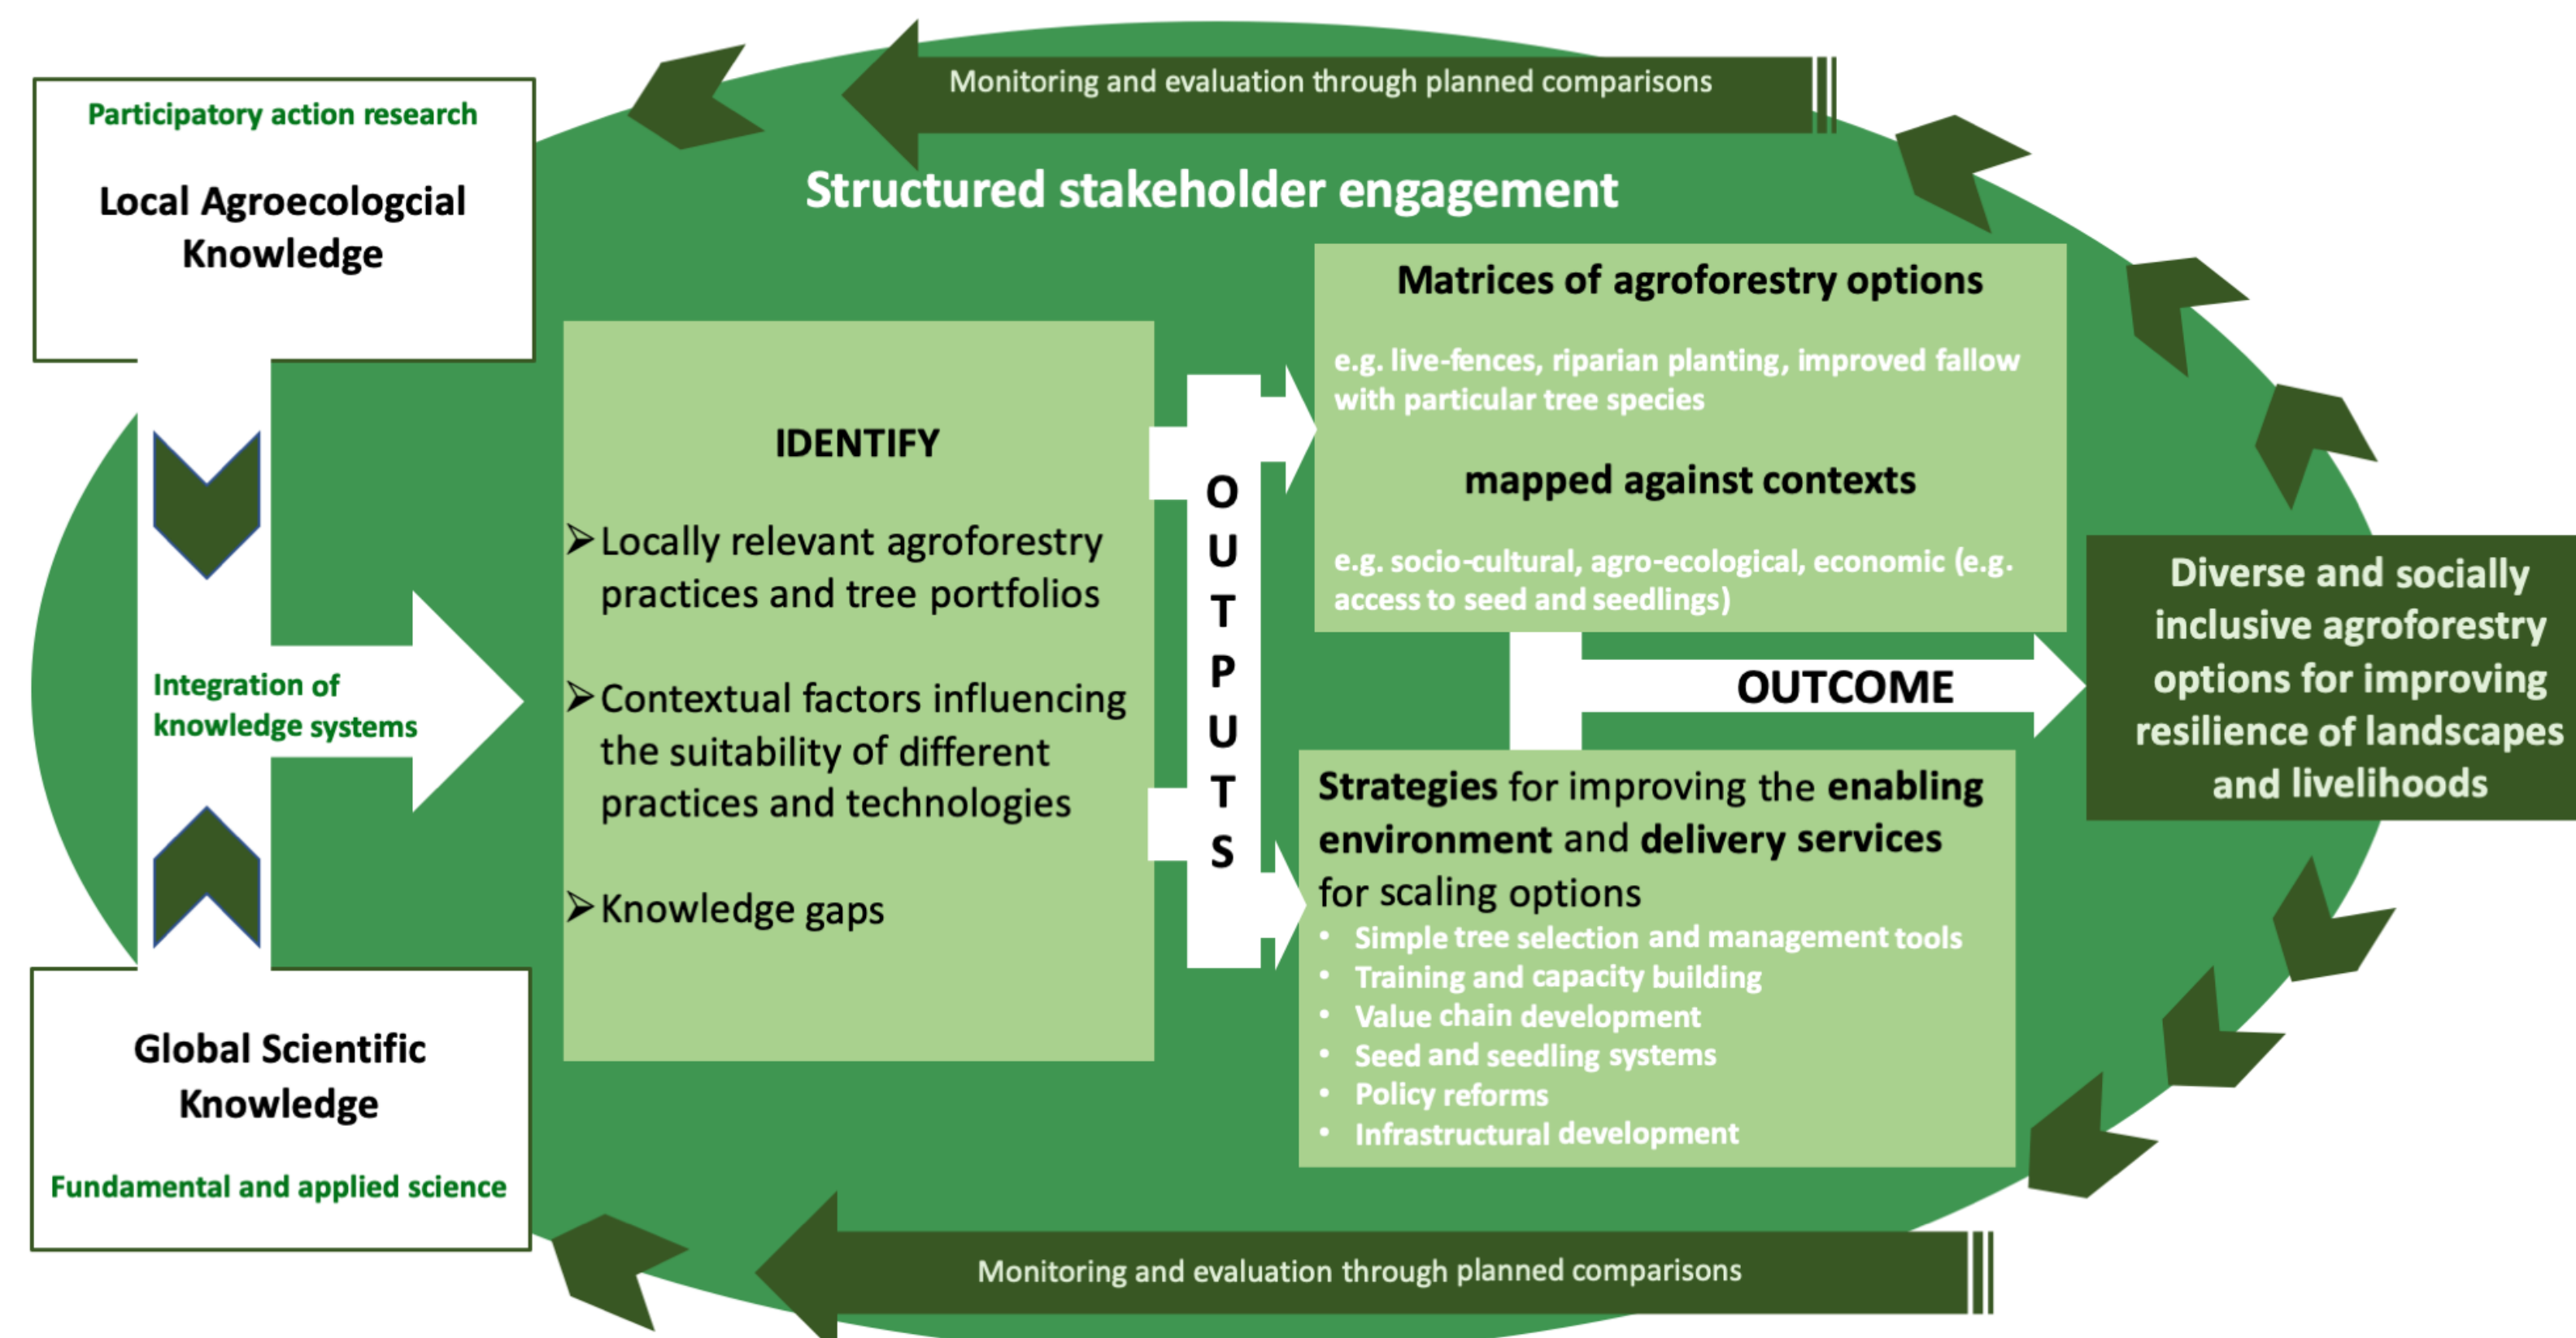 Monitoring and evaluation through planned comparisons
Participatory action research
Local Agroecologcial
Knowledge
Structured stakeholder engagement
Integration of
knowledge systems
Global Scientific
Knowledge
Fundamental and applied science
IDENTIFY
➢Locally relevant agroforestry
practices and tree portfolios
➢Contextual factors influencing
the suitability of different
practices and technologies
➢Knowledge gaps
O
U
T
P
U
T
S
Matrices of agroforestry options
e.g. live-fences, riparian planting, improved fallow
with particular tree species
mapped against contexts
e.g. socio-cultural, agro-ecological, economic (e.g.
access to seed and seedlings)
OUTCOME
Strategies for improving the enabling
environment and delivery services
for scaling options
• Simple tree selection and management tools
• Training and capacity building
• Value chain development
• Seed and seedling systems
• Policy reforms
• Infrastructural development
Diverse and socially
inclusive agroforestry
options for improving
resilience of landscapes
and livelihoods
Monitoring and evaluation through planned comparisons